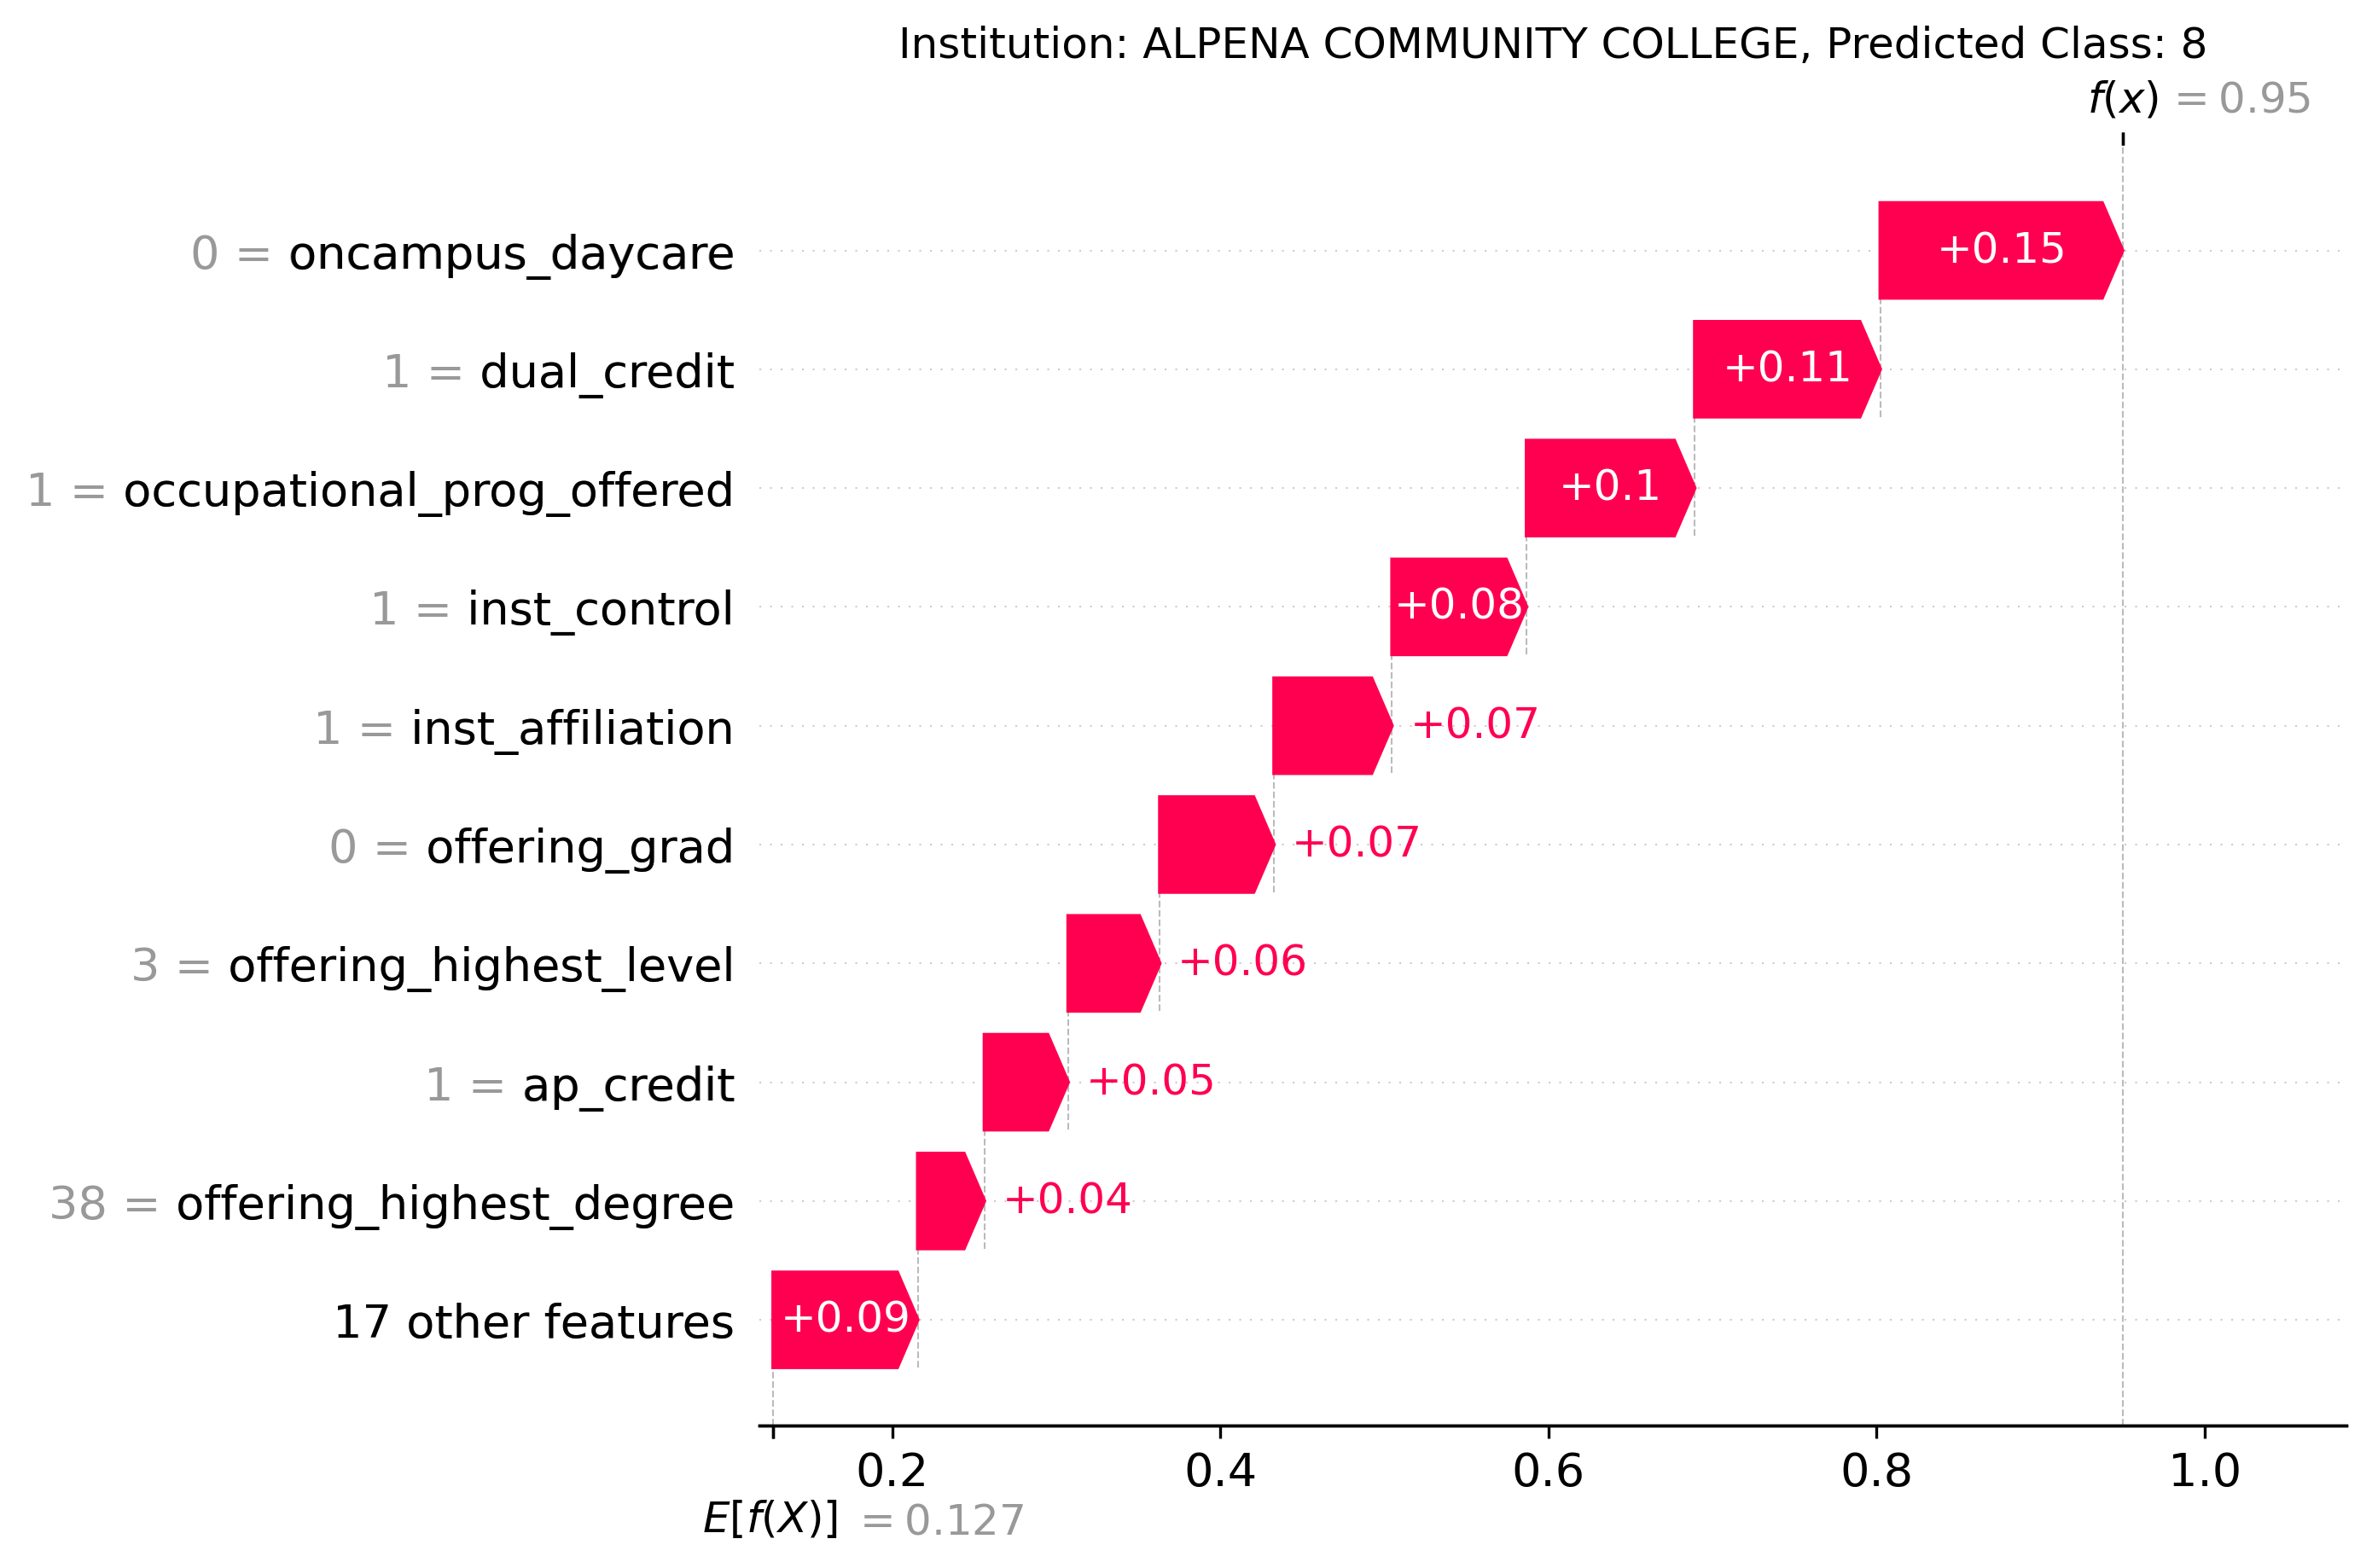 Institution: ALPENA COMMUNITY COLLEGE, Predicted Class: 8
f(x) = 0.95
0 = oncampus_daycare +0.15
1 = dual_credit +0.11
1 = occupational_prog_offered +0.1
1 = inst_control +0.08
1 = inst_affiliation +0.07
0 = offering_grad +0.07
3 = offering_highest_level +0.06
1 = ap_credit +0.05
38 = offering_highest_degree +0.04
17 other features +0.09
0.2 0.4 0.6 0.8 1.0
E[f(X)] = 0.127